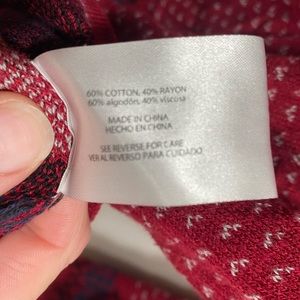 60% COTTON, 40% RAYON
60% algodón, 40% viscosa
MADE IN CHINA
HECHO EN CHINA
SEE REVERSE FOR CARE
VER AL REVERSO PARA CUIDADO